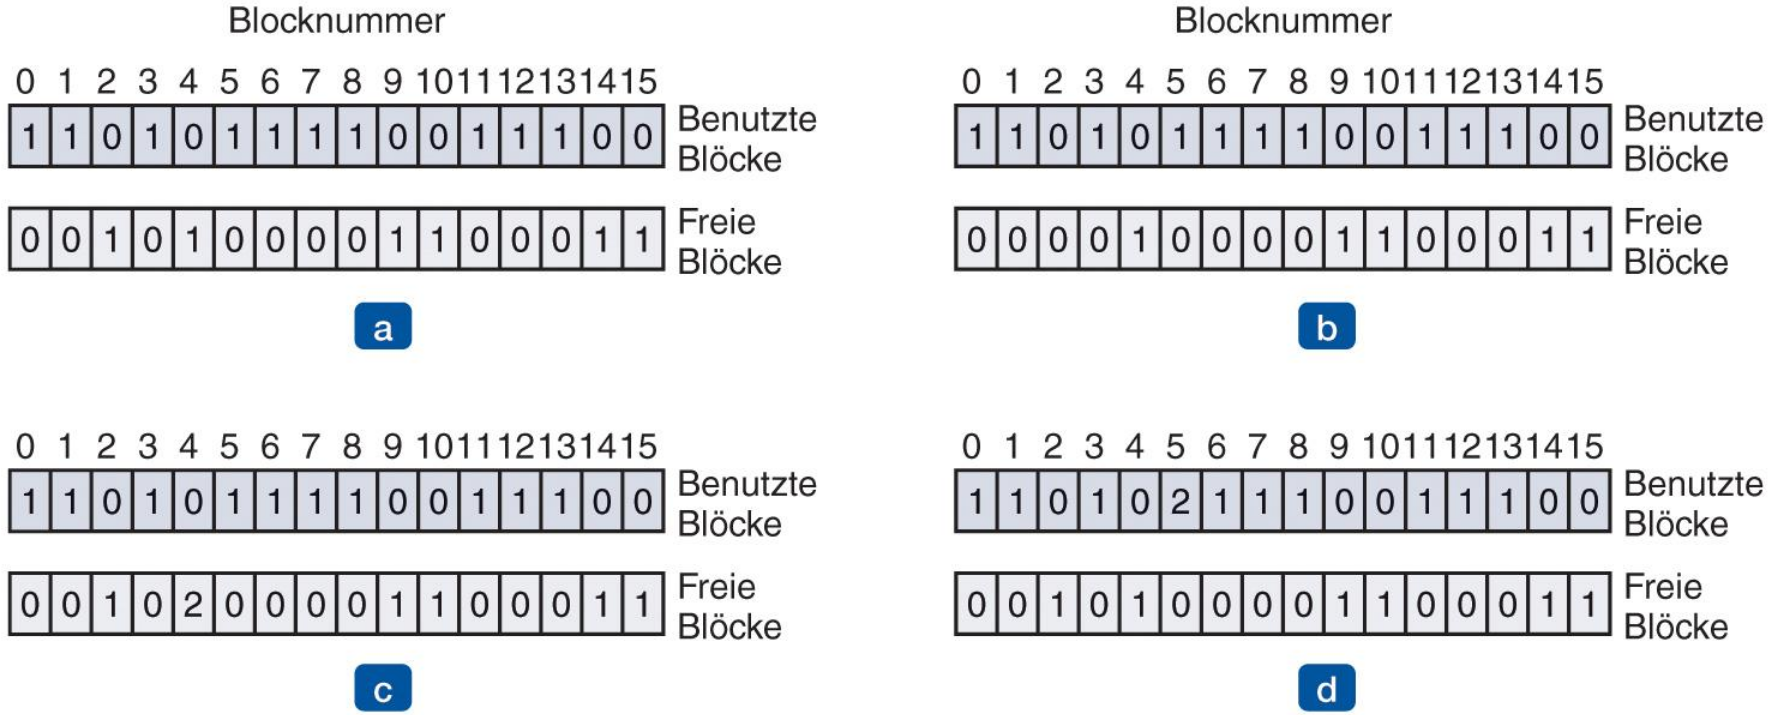 Blocknummer
0 1 2 3 4 5 6 7 8 9 10 11 12 13 14 15
1 1 0 1 0 1 1 1 1 0 0 1 1 1 0 0
Benutzte
Blöcke
0 0 1 0 1 0 0 0 0 1 1 0 0 0 1 1
Freie
Blöcke
a
Blocknummer
0 1 2 3 4 5 6 7 8 9 10 11 12 13 14 15
1 1 0 1 0 1 1 1 1 0 0 1 1 1 0 0
Benutzte
Blöcke
0 0 0 0 1 0 0 0 0 1 1 0 0 0 1 1
Freie
Blöcke
b
0 1 2 3 4 5 6 7 8 9 10 11 12 13 14 15
1 1 0 1 0 1 1 1 1 0 0 1 1 1 0 0
Benutzte
Blöcke
0 0 1 0 2 0 0 0 0 1 1 0 0 0 1 1
Freie
Blöcke
c
0 1 2 3 4 5 6 7 8 9 10 11 12 13 14 15
1 1 0 1 0 2 1 1 1 0 0 1 1 1 0 0
Benutzte
Blöcke
0 0 1 0 1 0 0 0 0 1 1 0 0 0 1 1
Freie
Blöcke
d